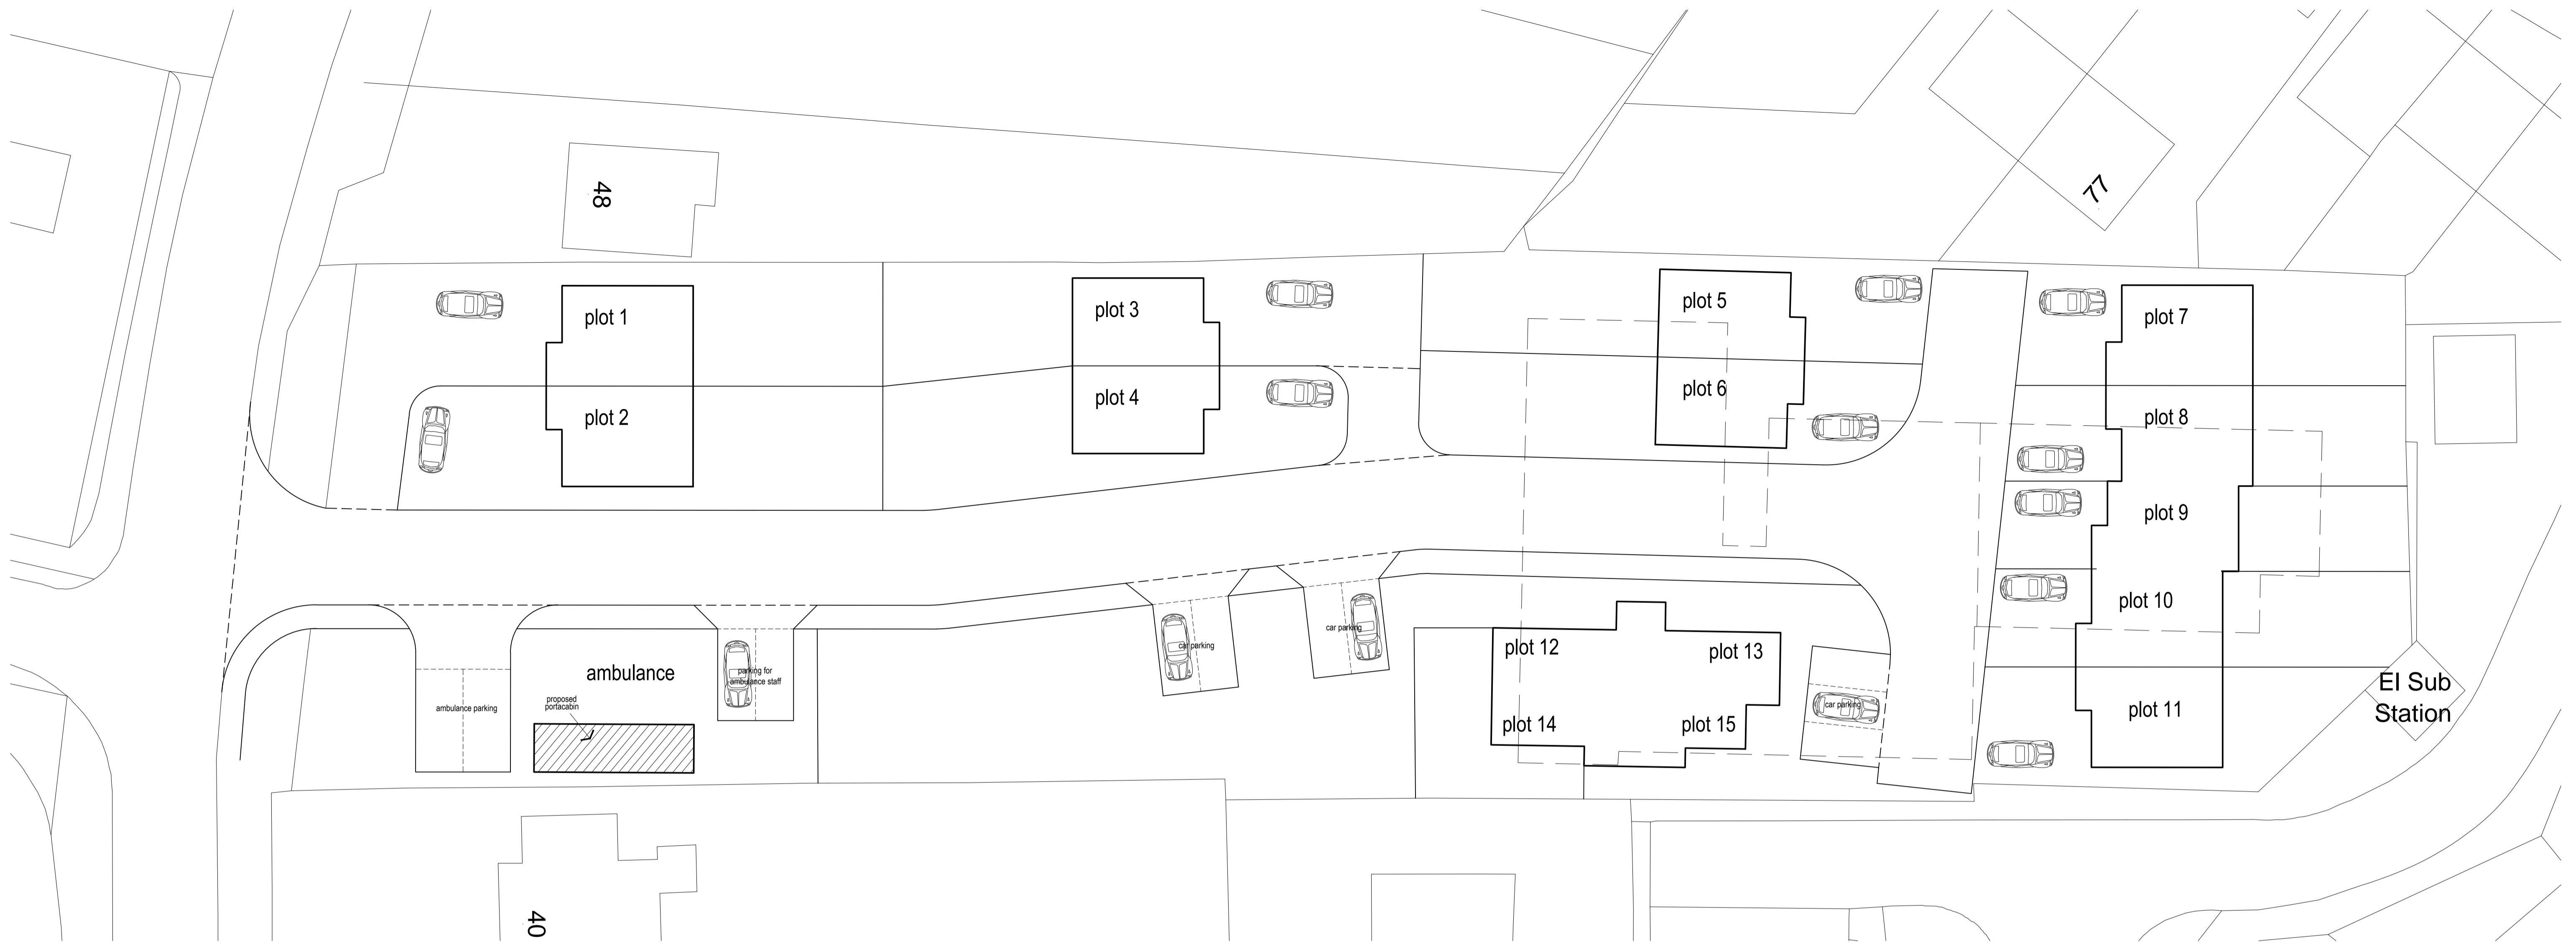 48
77
plot 1
plot 2
plot 3
plot 4
plot 5
plot 6
plot 7
plot 8
plot 9
plot 10
plot 11
El Sub
Station
plot 12
plot 13
plot 14
plot 15
car parking
car parking
car parking
ambulance
parking for
ambulance staff
proposed
portacabin
ambulance parking
40